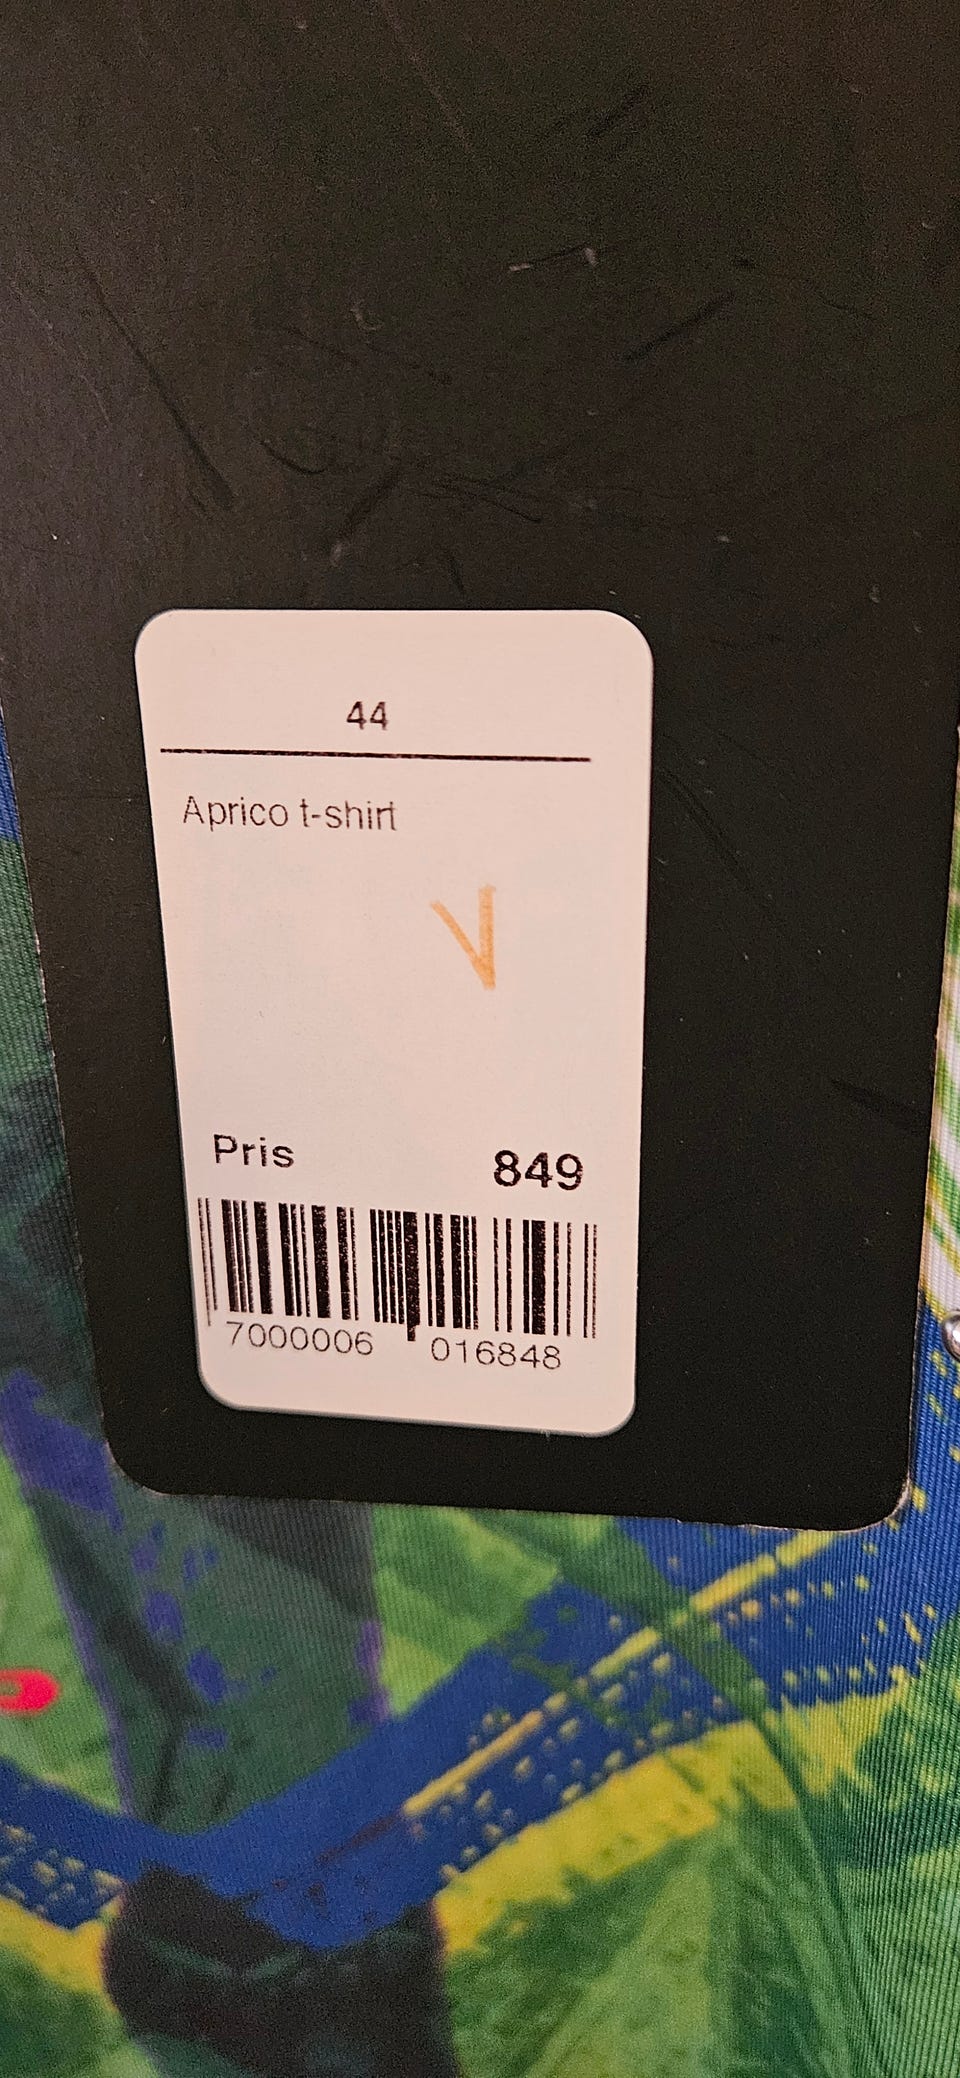 44
Aprico t-shirt
Pris 849
7000006 016848